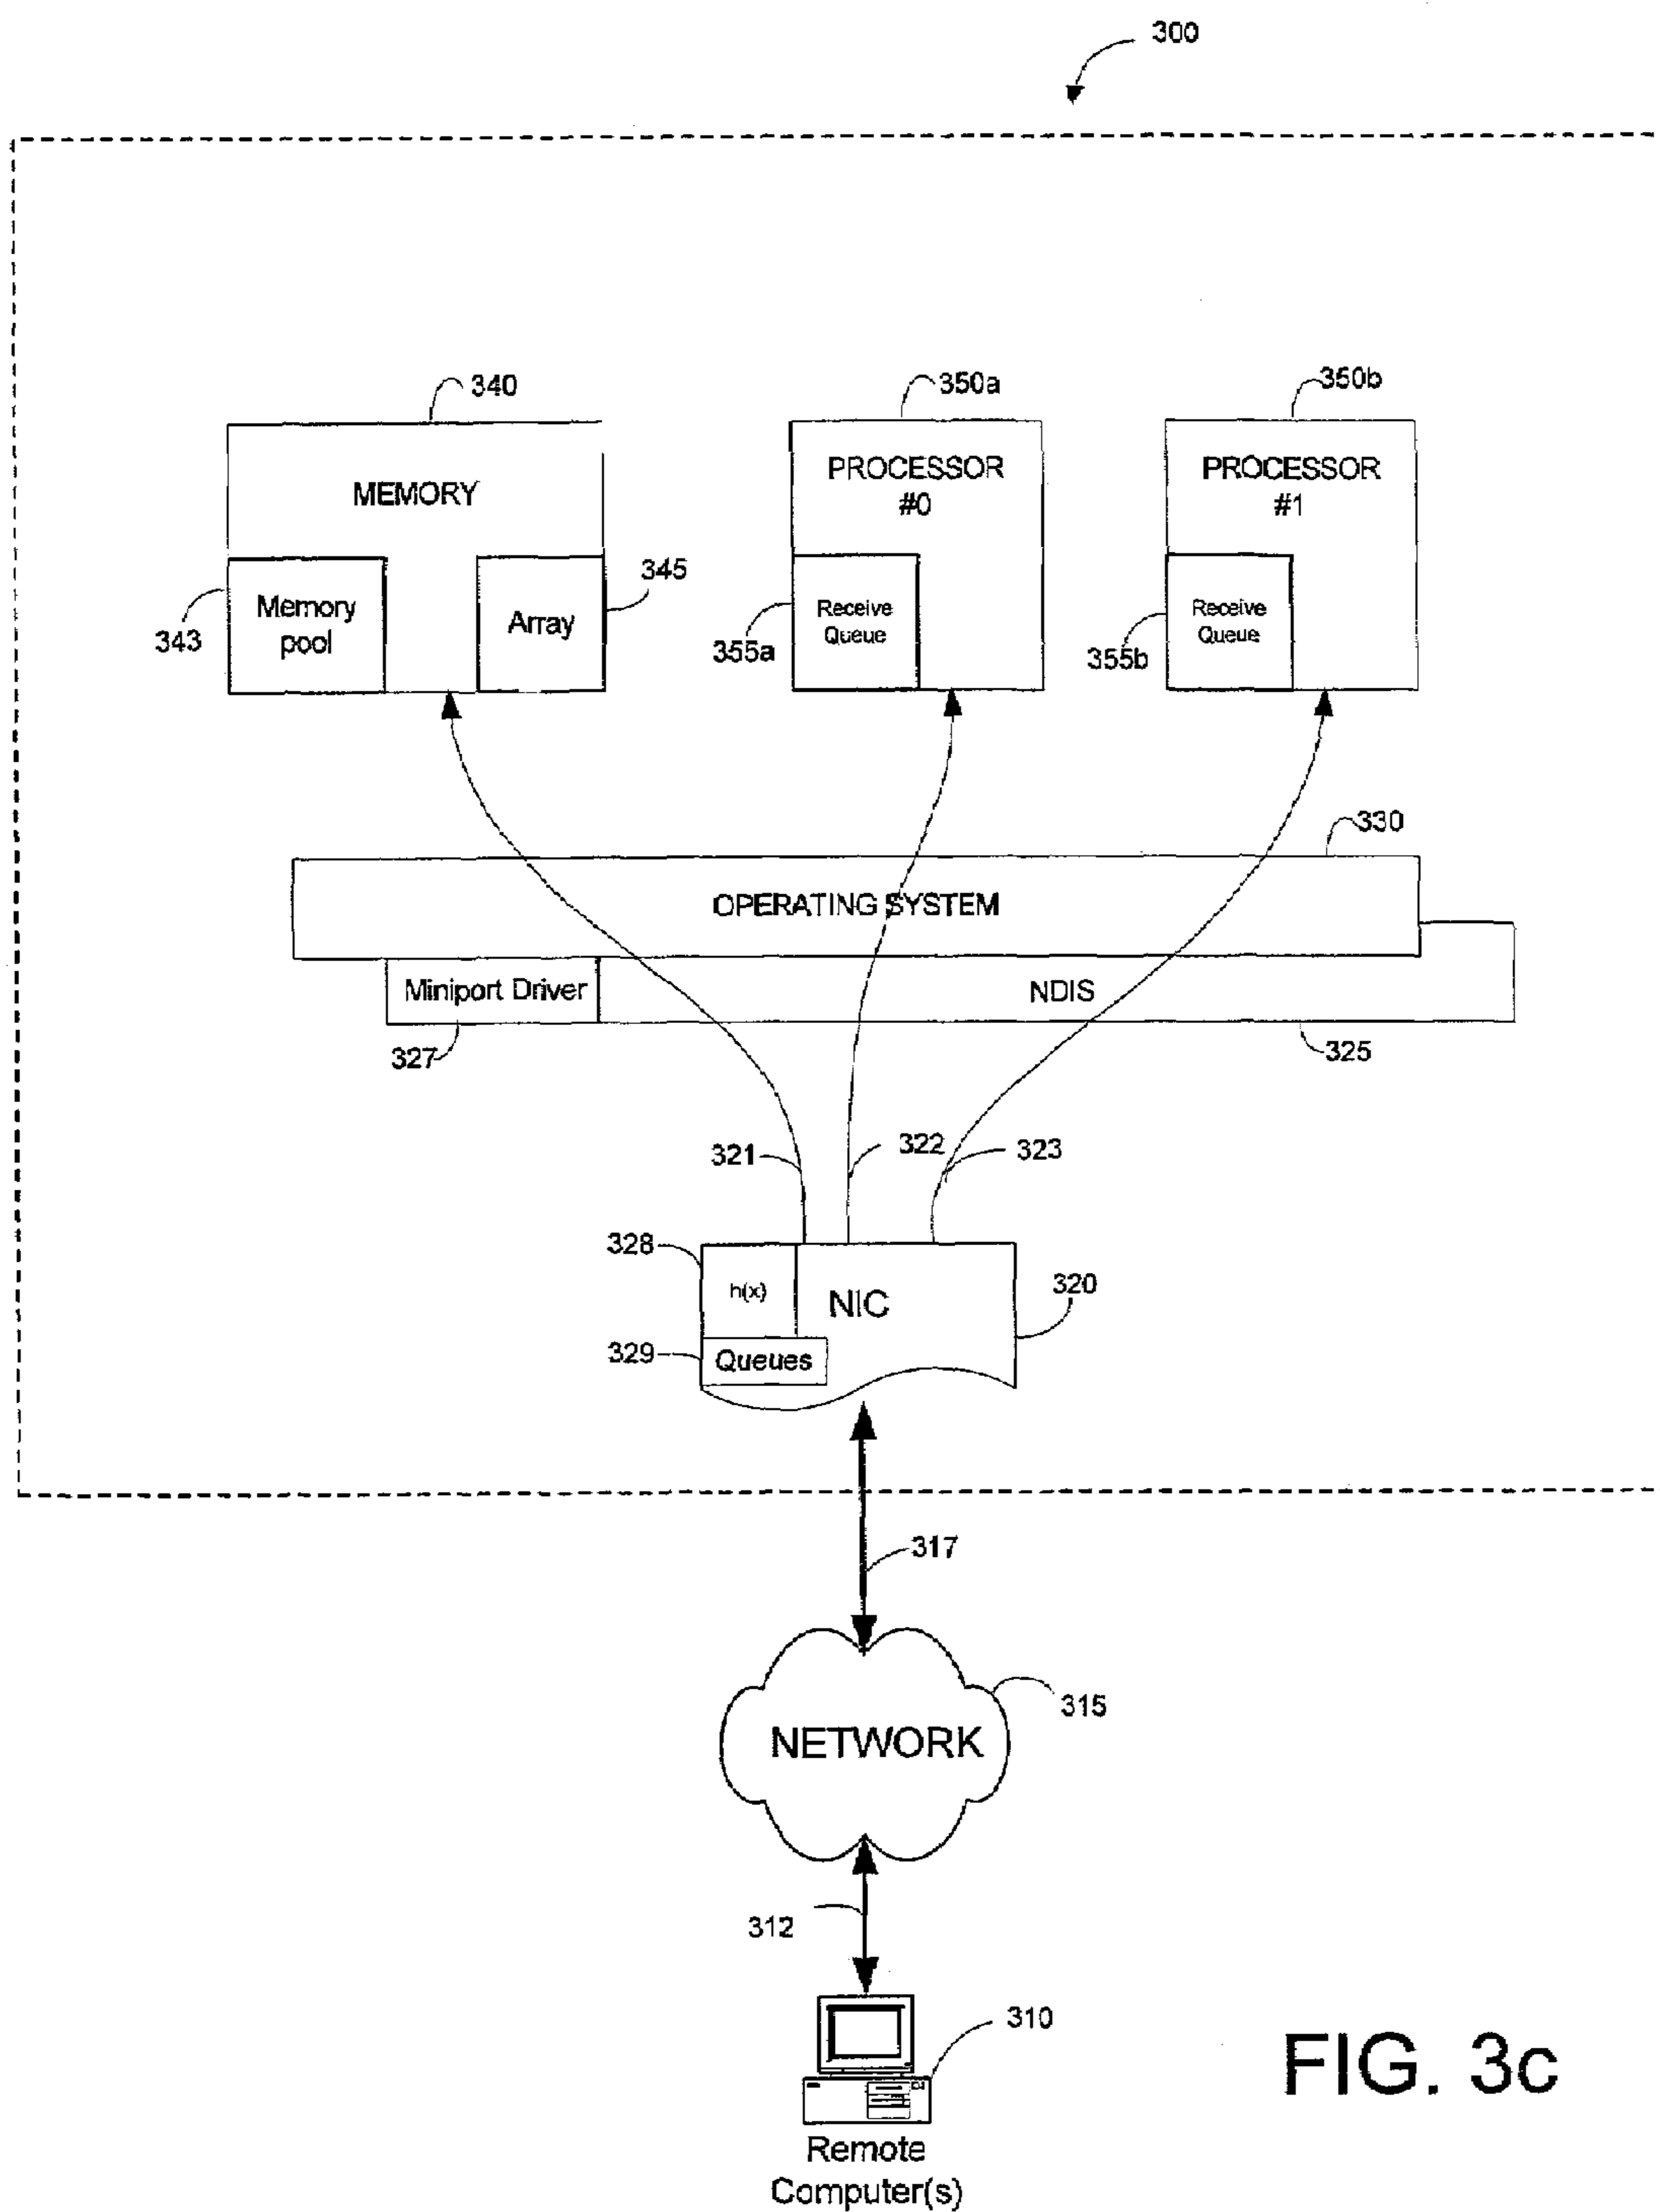 300
340
350a
350b
MEMORY
PROCESSOR
#0
PROCESSOR
#1
343
Memory
pool
Array
345
355a
Receive
Queue
355b
Receive
Queue
330
OPERATING SYSTEM
Miniport Driver
NDIS
327
325
321
322
323
328
h(x)
NIC
320
329
Queues
317
315
NETWORK
312
310
Remote
Computer(s)
FIG. 3c